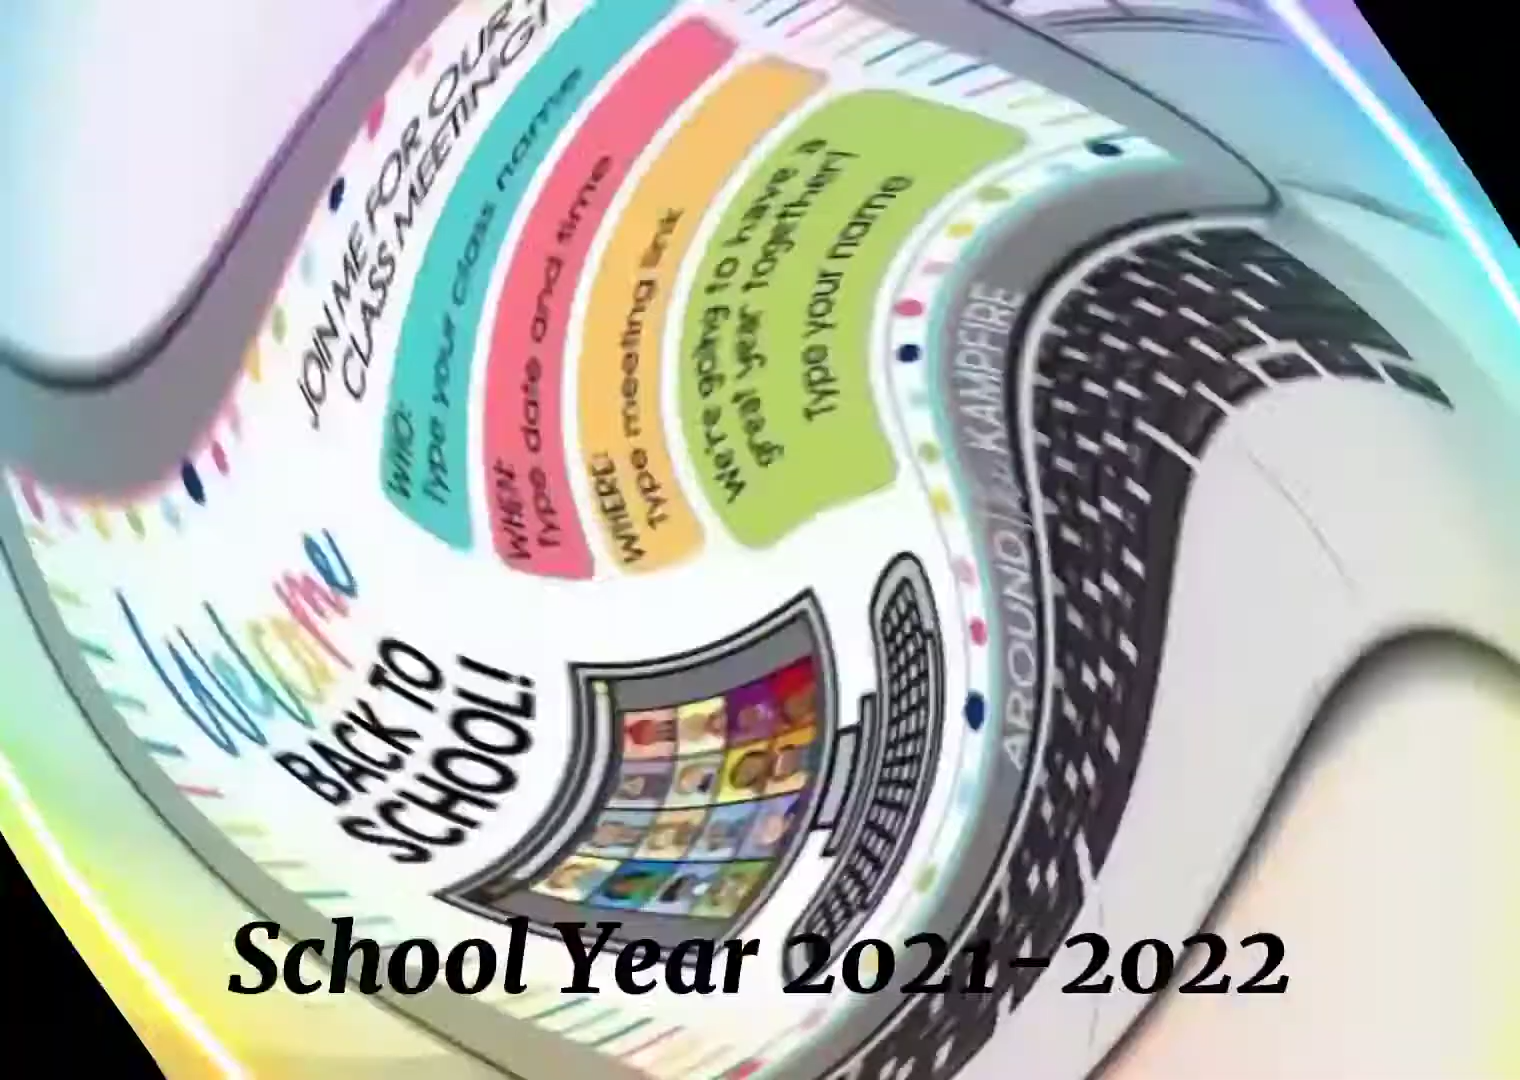 JOIN ME FOR OUR
CLASS MEETING!
WHO:
Type your class name
WHEN:
Type date and time
WHERE:
Type meeting link
We're going to have a
great year together!
Type your name
Welcome
BACK TO
SCHOOL!
AROUND KAMPFIRE
School Year 2021-2022